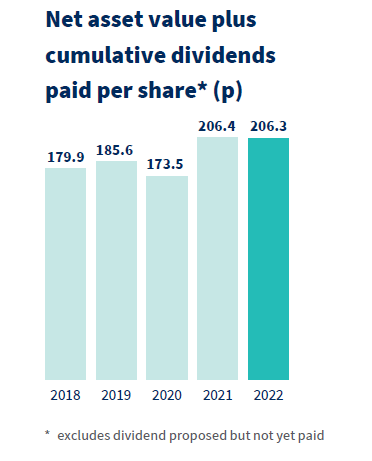 Net asset value plus
cumulative dividends
paid per share* (p)
206.4 206.3
179.9 185.6
173.5
2018 2019 2020 2021 2022
* excludes dividend proposed but not yet paid